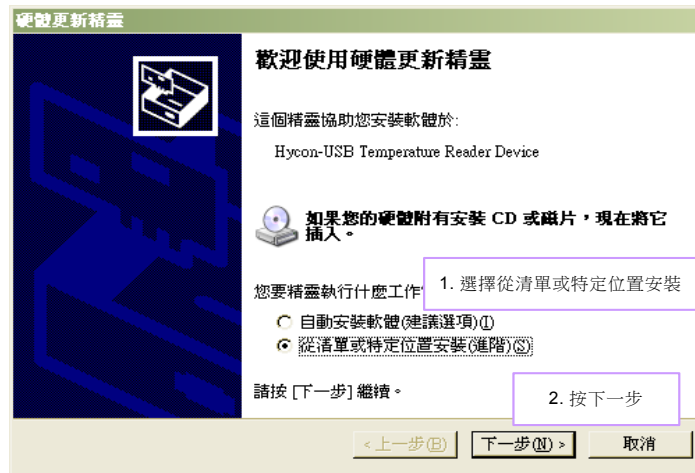 硬體更新精靈
歡迎使用硬體更新精靈
這個精靈協助您安裝軟體於:
Hycon-USB Temperature Reader Device
如果您的硬體附有安裝 CD 或磁片，現在將它
插入。
您要精靈執行什麼工作
1. 選擇從清單或特定位置安裝
自動安裝軟體(建議選項)(I)
從清單或特定位置安裝(進階)(S)
請按 [下一步] 繼續。
2. 按下一步
< 上一步(B)
下一步(N) >
取消